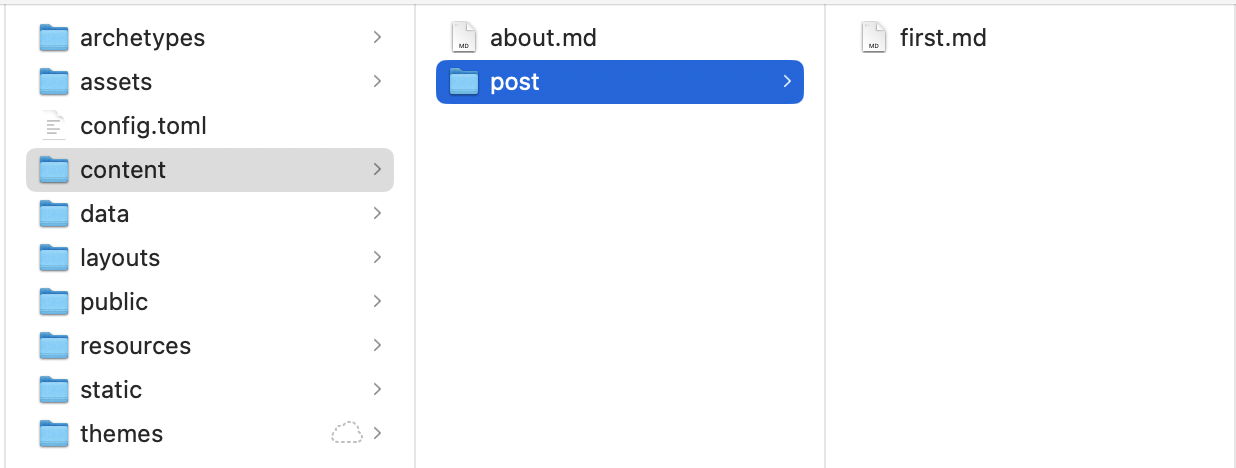 archetypes
assets
config.toml
content
data
layouts
public
resources
static
themes
MD
about.md
post
MD
first.md